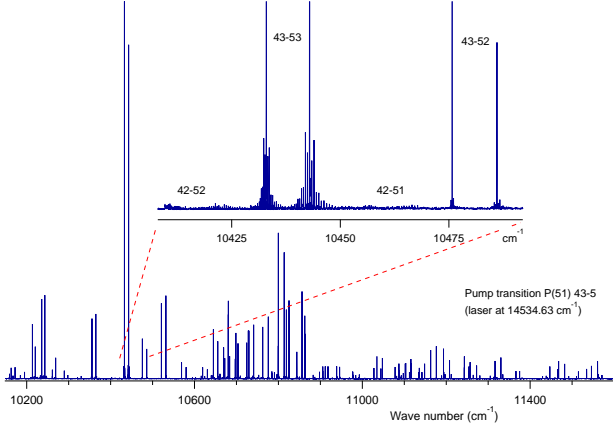 43-53
43-52
42-52
42-51
10425
10450
10475
cm⁻¹
Pump transition P(51) 43-5
(laser at 14534.63 cm⁻¹)
10200
10600
11000
11400
Wave number (cm⁻¹)